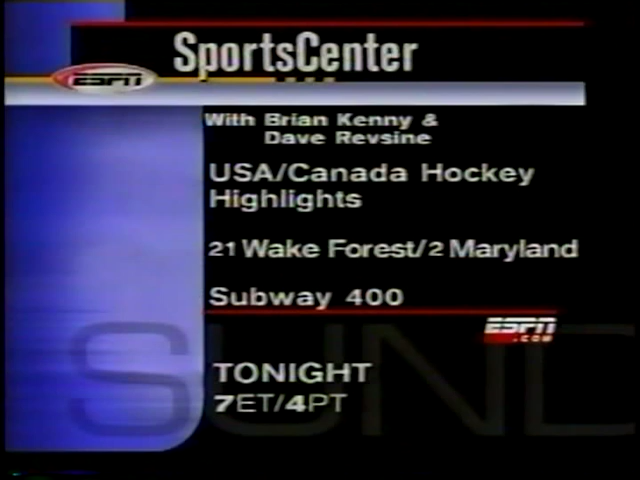 SportsCenter
ESPN
With Brian Kenny &
Dave Revsine
USA/Canada Hockey
Highlights
21 Wake Forest/2 Maryland
Subway 400
ESPN
.COM
TONIGHT
7ET/4PT
SUND